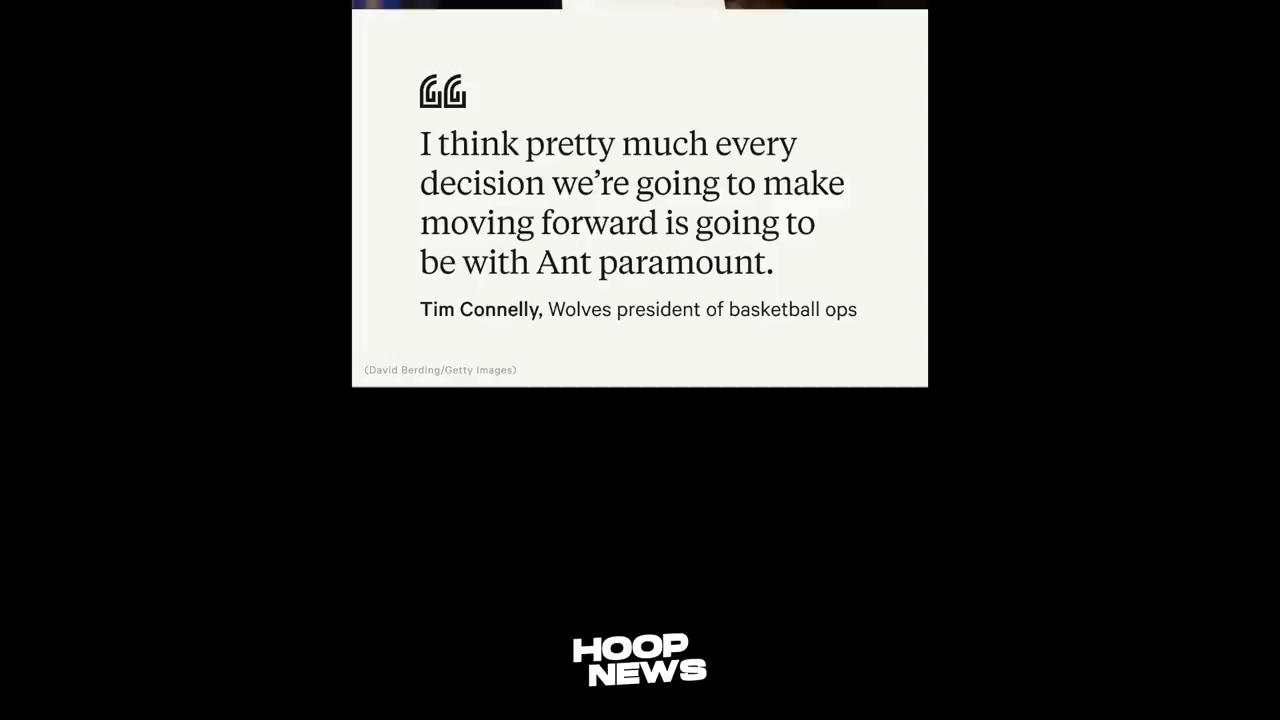 I think pretty much every
decision we’re going to make
moving forward is going to
be with Ant paramount.
Tim Connelly, Wolves president of basketball ops
(David Berding/Getty Images)
HOOP
NEWS